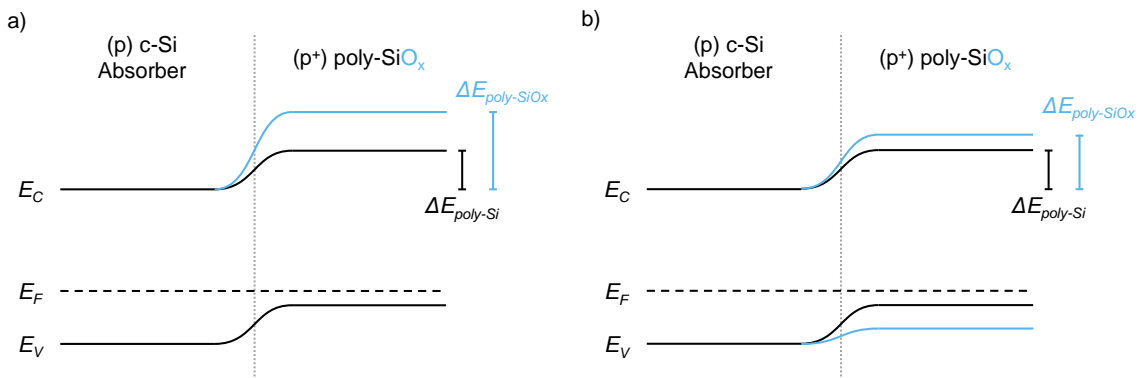 a)
(p) c-Si
Absorber
(p⁺) poly-SiOₓ
ΔE_poly-SiOx
E_C
ΔE_poly-Si
E_F
E_V
b)
(p) c-Si
Absorber
(p⁺) poly-SiOₓ
ΔE_poly-SiOx
E_C
ΔE_poly-Si
E_F
E_V